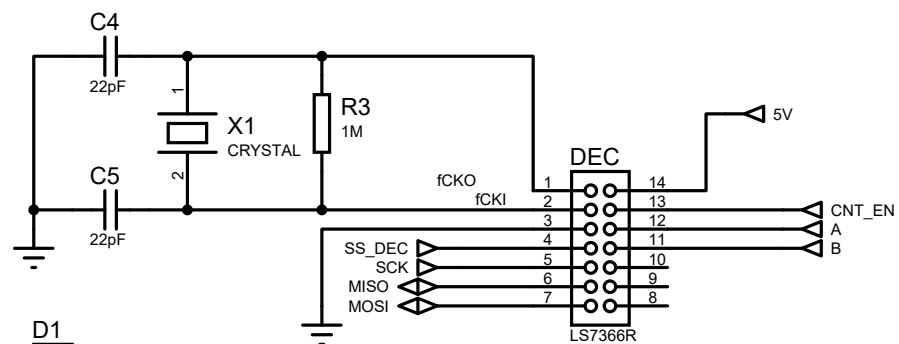 C4
22pF
1
X1
CRYSTAL
2
R3
1M
C5
22pF
5V
DEC
fCKO
fCKI
1
2
3
4
5
6
7
14
13
12
11
10
9
8
CNT_EN
A
B
SS_DEC
SCK
MISO
MOSI
LS7366R
D1